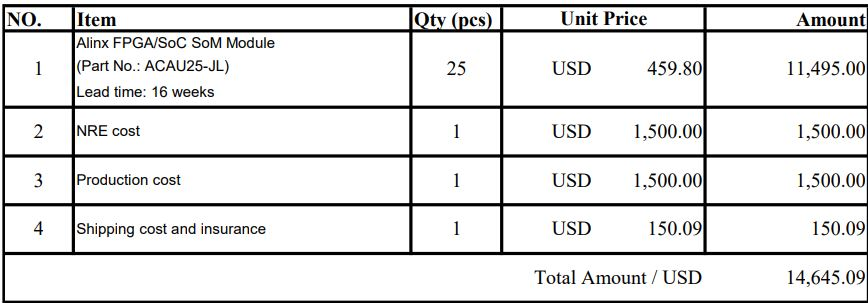 NO. Item Qty (pcs) Unit Price Amount
Alinx FPGA/SoC SoM Module
1 (Part No.: ACAU25-JL) 25 USD 459.80 11,495.00
Lead time: 16 weeks
2 NRE cost 1 USD 1,500.00 1,500.00
3 Production cost 1 USD 1,500.00 1,500.00
4 Shipping cost and insurance 1 USD 150.09 150.09
Total Amount / USD 14,645.09